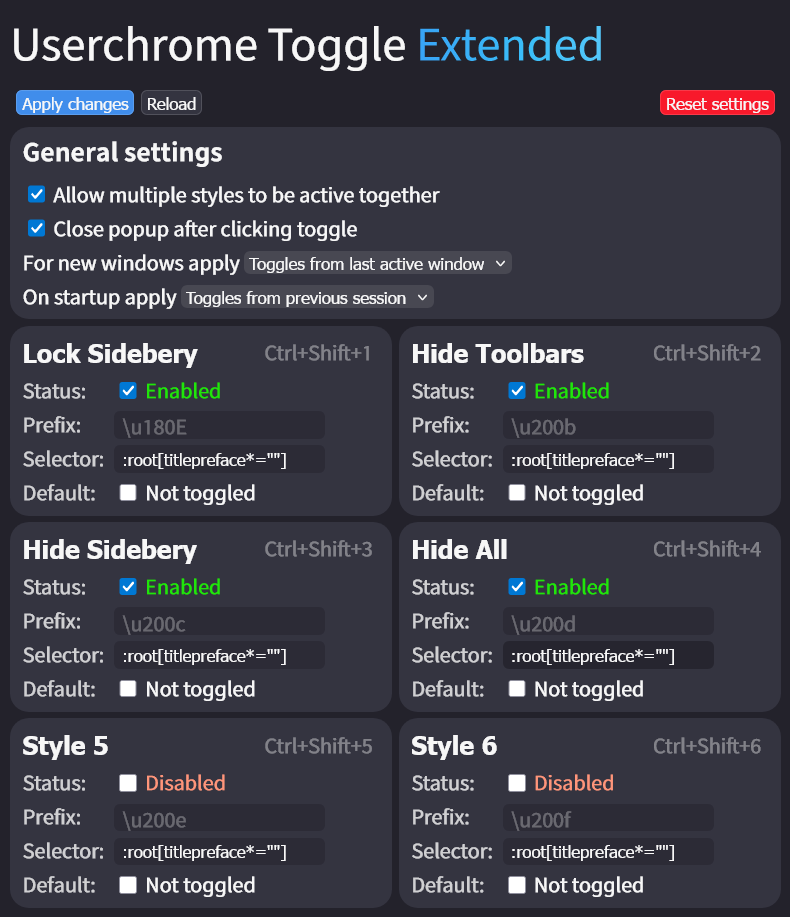 Userchrome Toggle Extended
Apply changes Reload Reset settings
General settings
Allow multiple styles to be active together
Close popup after clicking toggle
For new windows apply Toggles from last active window
On startup apply Toggles from previous session
Lock Sidebery Ctrl+Shift+1
Status: Enabled
Prefix: \u180E
Selector: :root[titlepreface*=""]
Default: Not toggled
Hide Toolbars Ctrl+Shift+2
Status: Enabled
Prefix: \u200b
Selector: :root[titlepreface*=""]
Default: Not toggled
Hide Sidebery Ctrl+Shift+3
Status: Enabled
Prefix: \u200c
Selector: :root[titlepreface*=""]
Default: Not toggled
Hide All Ctrl+Shift+4
Status: Enabled
Prefix: \u200d
Selector: :root[titlepreface*=""]
Default: Not toggled
Style 5 Ctrl+Shift+5
Status: Disabled
Prefix: \u200e
Selector: :root[titlepreface*=""]
Default: Not toggled
Style 6 Ctrl+Shift+6
Status: Disabled
Prefix: \u200f
Selector: :root[titlepreface*=""]
Default: Not toggled